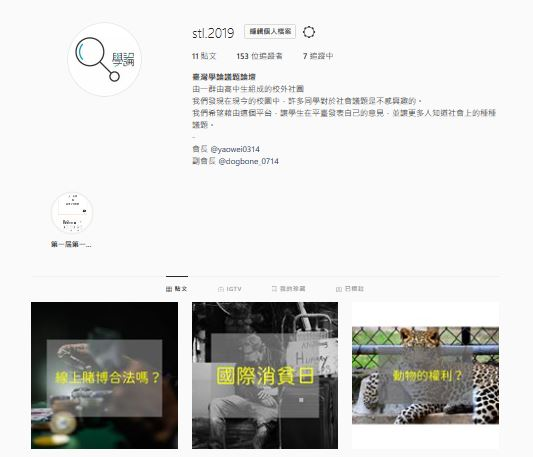 學論
stl.2019
編輯個人檔案
11 貼文
153 位追蹤者
7 追蹤中
臺灣學論議題論壇
由一群由高中生組成的校外社團
我們發現在現今的校園中，許多同學對於社會議題是不感興趣的。
我們希望藉由這個平台，讓學生在平臺發表自己的意見，並讓更多人知道社會上的種種
議題。
-
會長 @yaowei0314
副會長 @dogbone_0714
第一屆第一...
貼文
IGTV
我的珍藏
已標註
線上賭博合法嗎？
國際消貧日
Hungry
動物的權利？